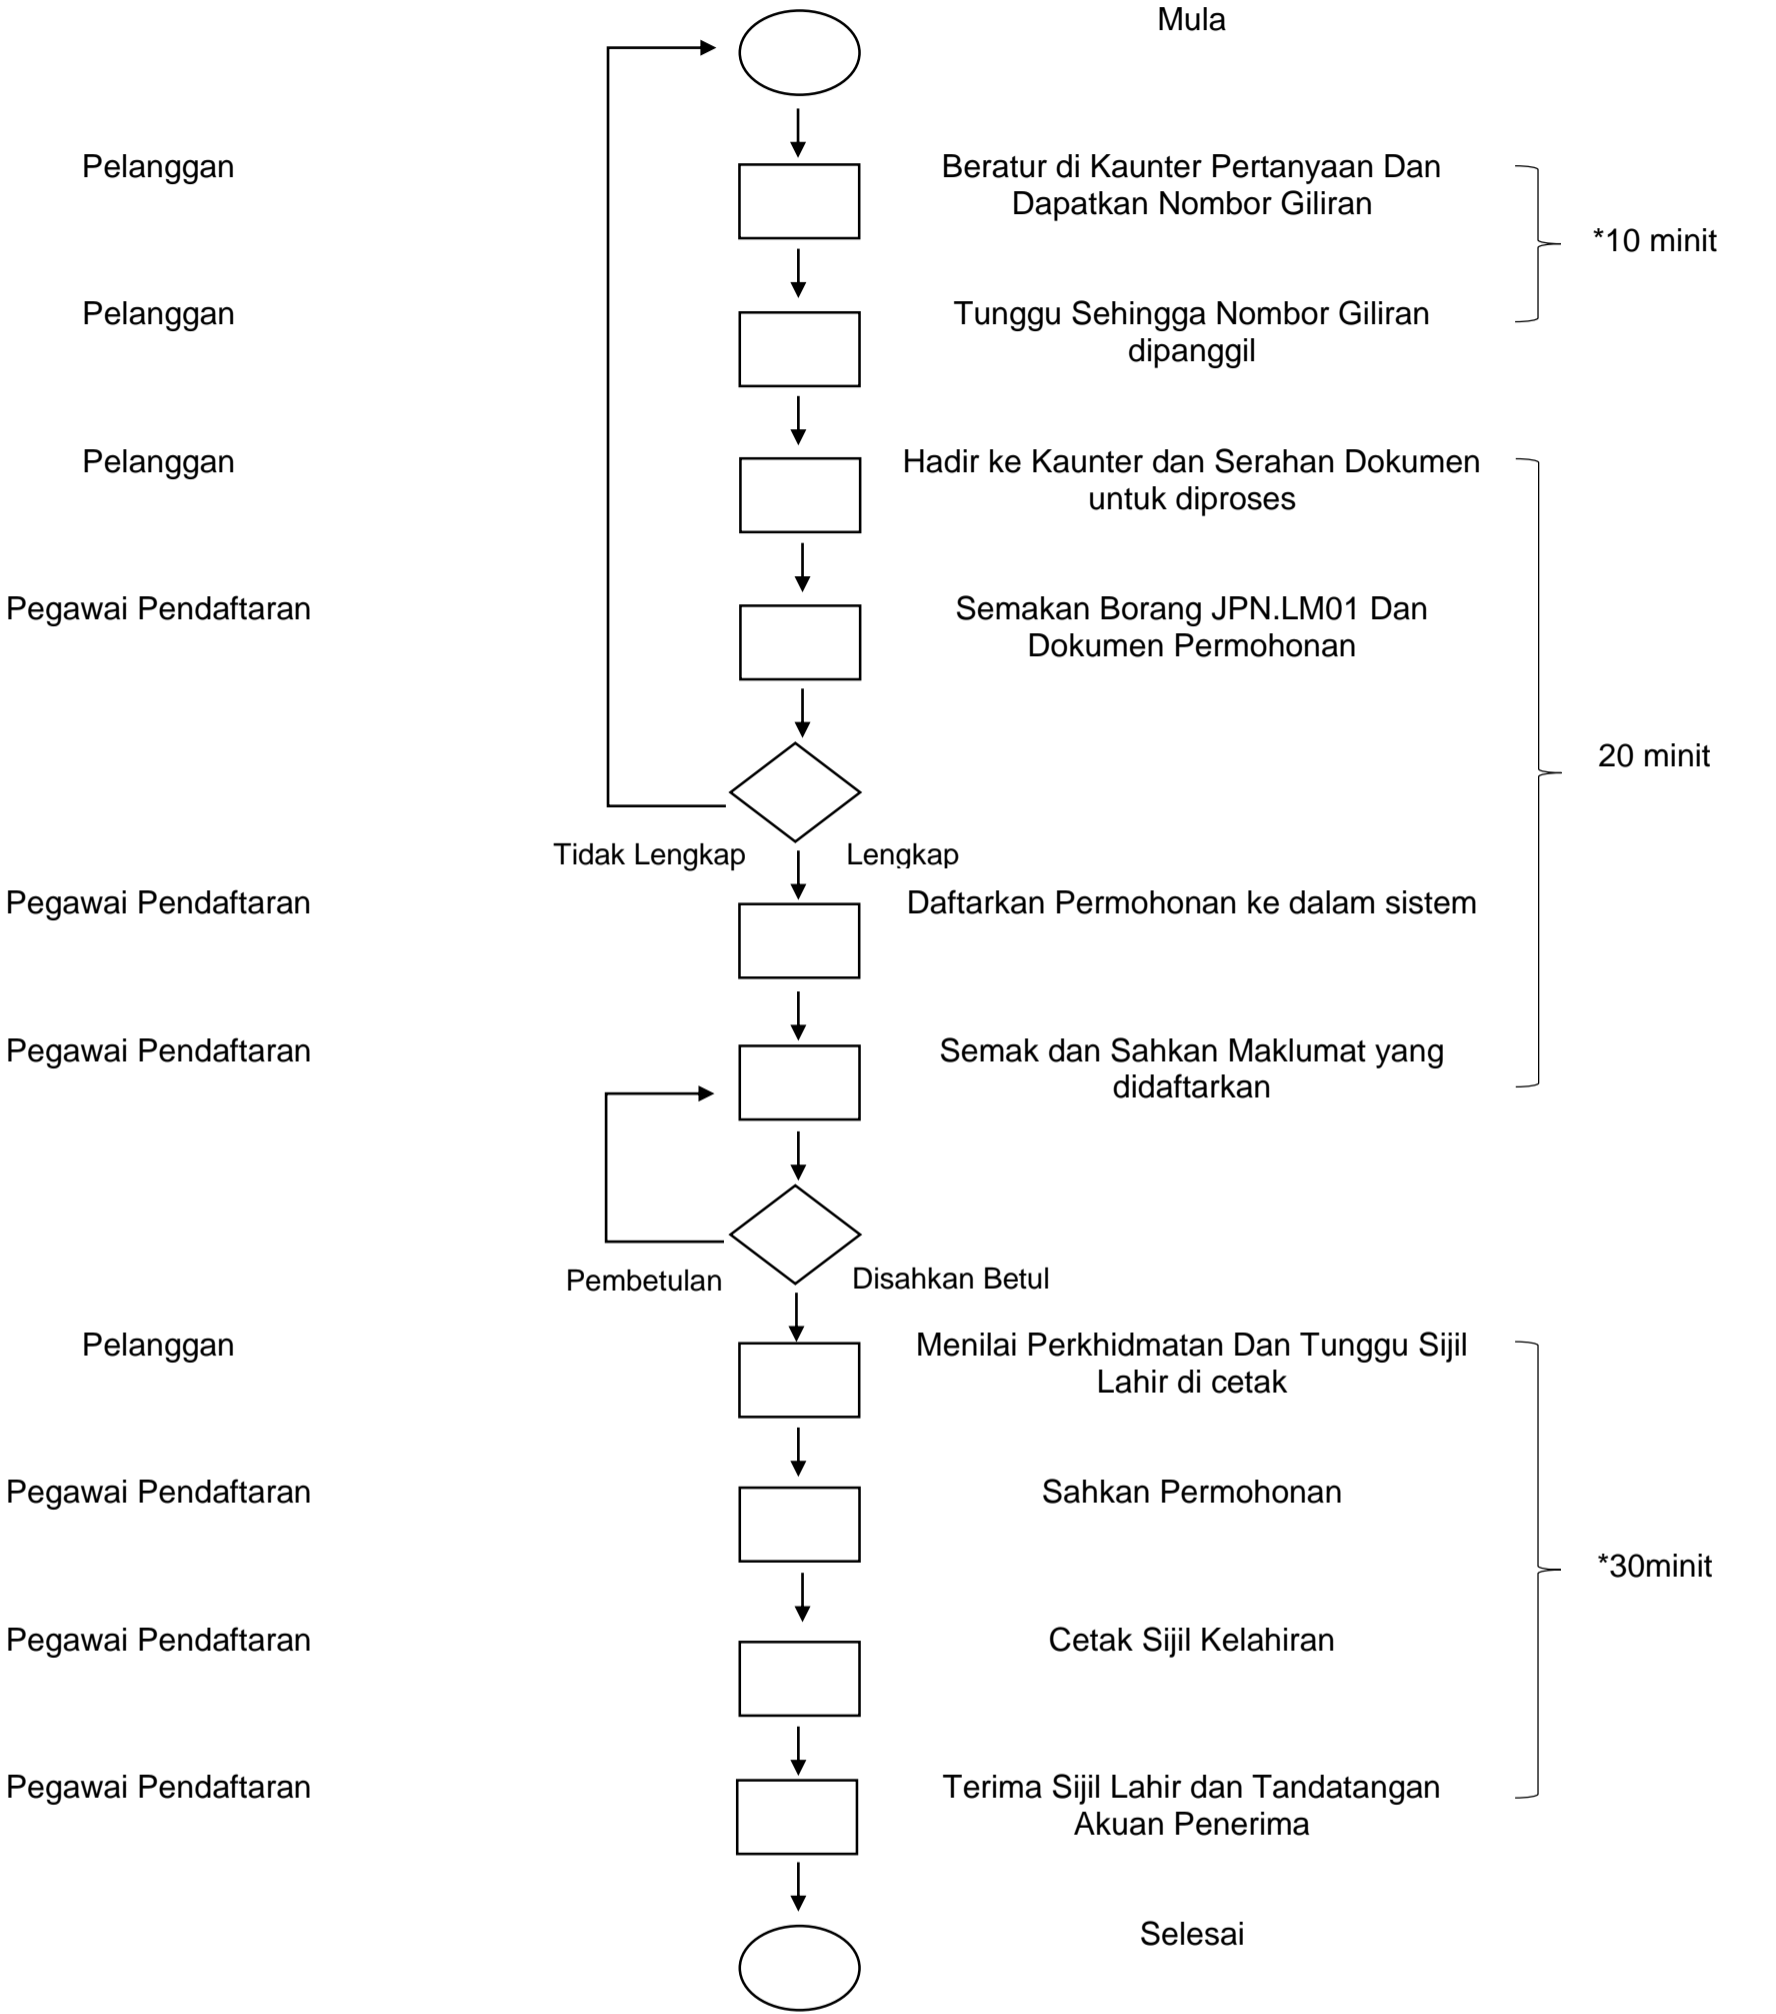 Mula
Pelanggan
Beratur di Kaunter Pertanyaan Dan
Dapatkan Nombor Giliran
*10 minit
Pelanggan
Tunggu Sehingga Nombor Giliran
dipanggil
Pelanggan
Hadir ke Kaunter dan Serahan Dokumen
untuk diproses
Pegawai Pendaftaran
Semakan Borang JPN.LM01 Dan
Dokumen Permohonan
20 minit
Tidak Lengkap
Lengkap
Pegawai Pendaftaran
Daftarkan Permohonan ke dalam sistem
Pegawai Pendaftaran
Semak dan Sahkan Maklumat yang
didaftarkan
Pembetulan
Disahkan Betul
Pelanggan
Menilai Perkhidmatan Dan Tunggu Sijil
Lahir di cetak
Pegawai Pendaftaran
Sahkan Permohonan
*30minit
Pegawai Pendaftaran
Cetak Sijil Kelahiran
Pegawai Pendaftaran
Terima Sijil Lahir dan Tandatangan
Akuan Penerima
Selesai